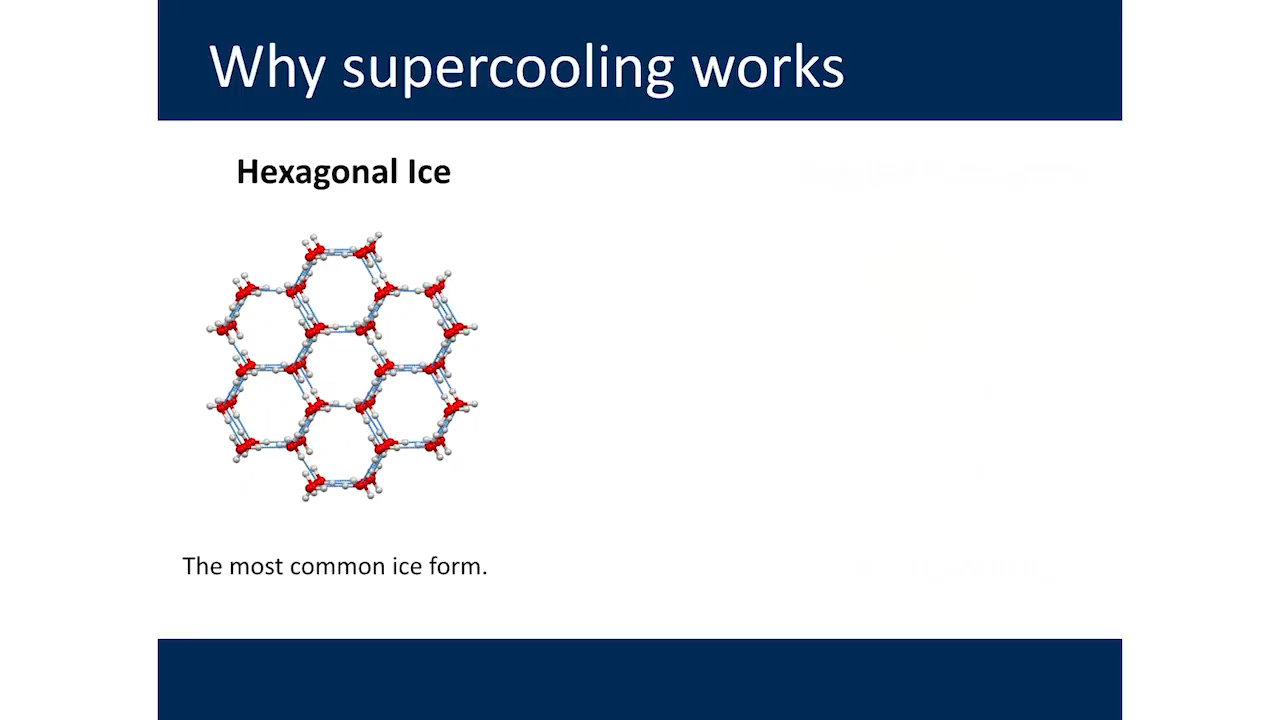 Why supercooling works
Hexagonal Ice
The most common ice form.